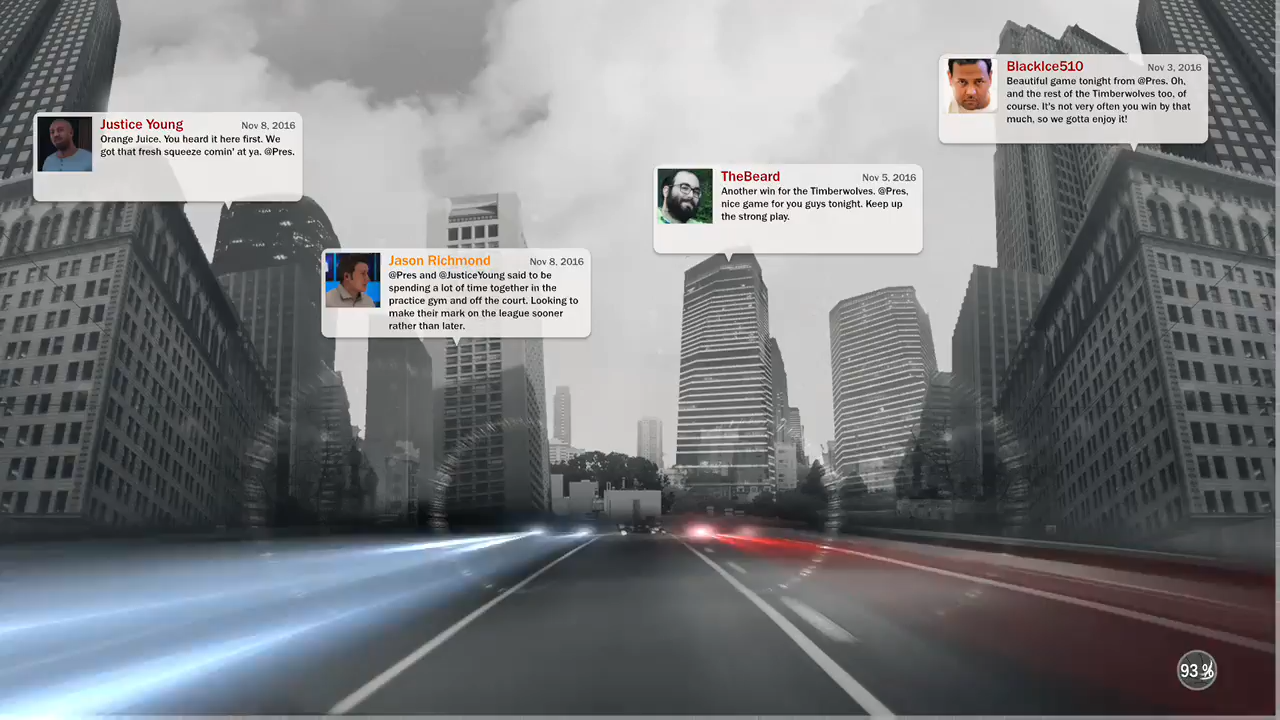 Justice Young
Nov 8, 2016
Orange Juice. You heard it here first. We
got that fresh squeeze comin' at ya. @Pres.
Jason Richmond
Nov 8, 2016
@Pres and @JusticeYoung said to be
spending a lot of time together in the
practice gym and off the court. Looking to
make their mark on the league sooner
rather than later.
TheBeard
Nov 5, 2016
Another win for the Timberwolves. @Pres,
nice game for you guys tonight. Keep up
the strong play.
BlackIce510
Nov 3, 2016
Beautiful game tonight from @Pres. Oh,
and the rest of the Timberwolves too, of
course. It's not very often you win by that
much, so we gotta enjoy it!
93 %